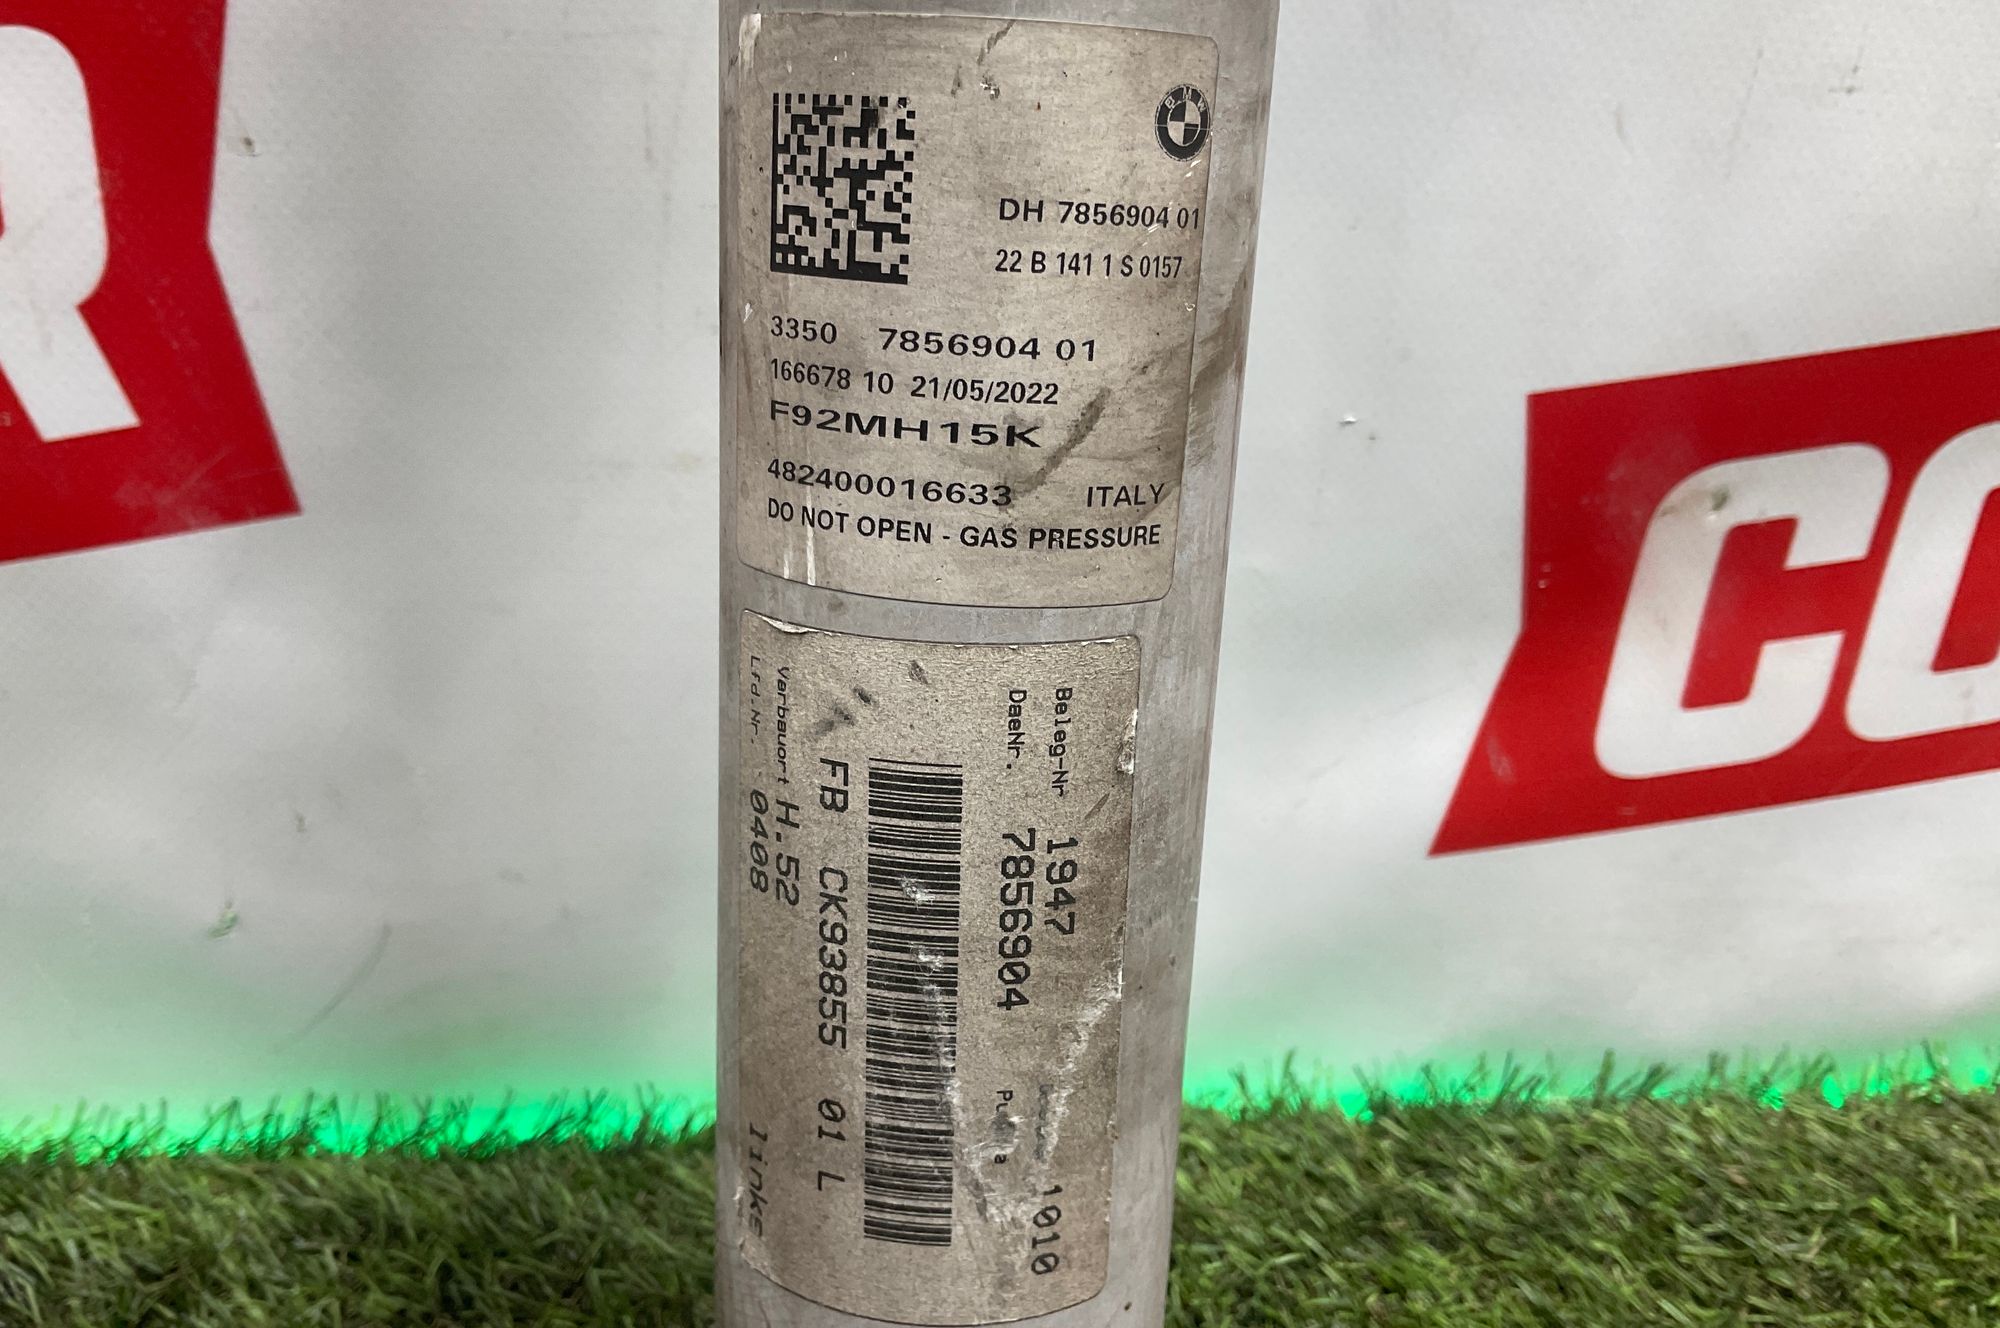 R
BMW
DH 7856904 01
22 B 141 1 S 0157
3350 7856904 01
166678 10 21/05/2022
F92MH15K
482400016633 ITALY
DO NOT OPEN - GAS PRESSURE
Beleg-Nr 1947 1010
DaeNr. 7856904
FB CK93855 01 L
Verbauort H.52
Lfd.Nr. 0408 linke
CO